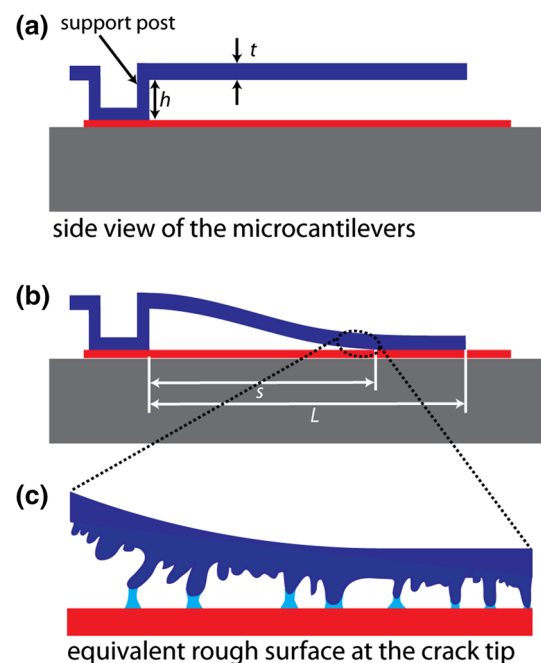 (a)
support post
t
h
side view of the microcantilevers
(b)
s
L
(c)
equivalent rough surface at the crack tip